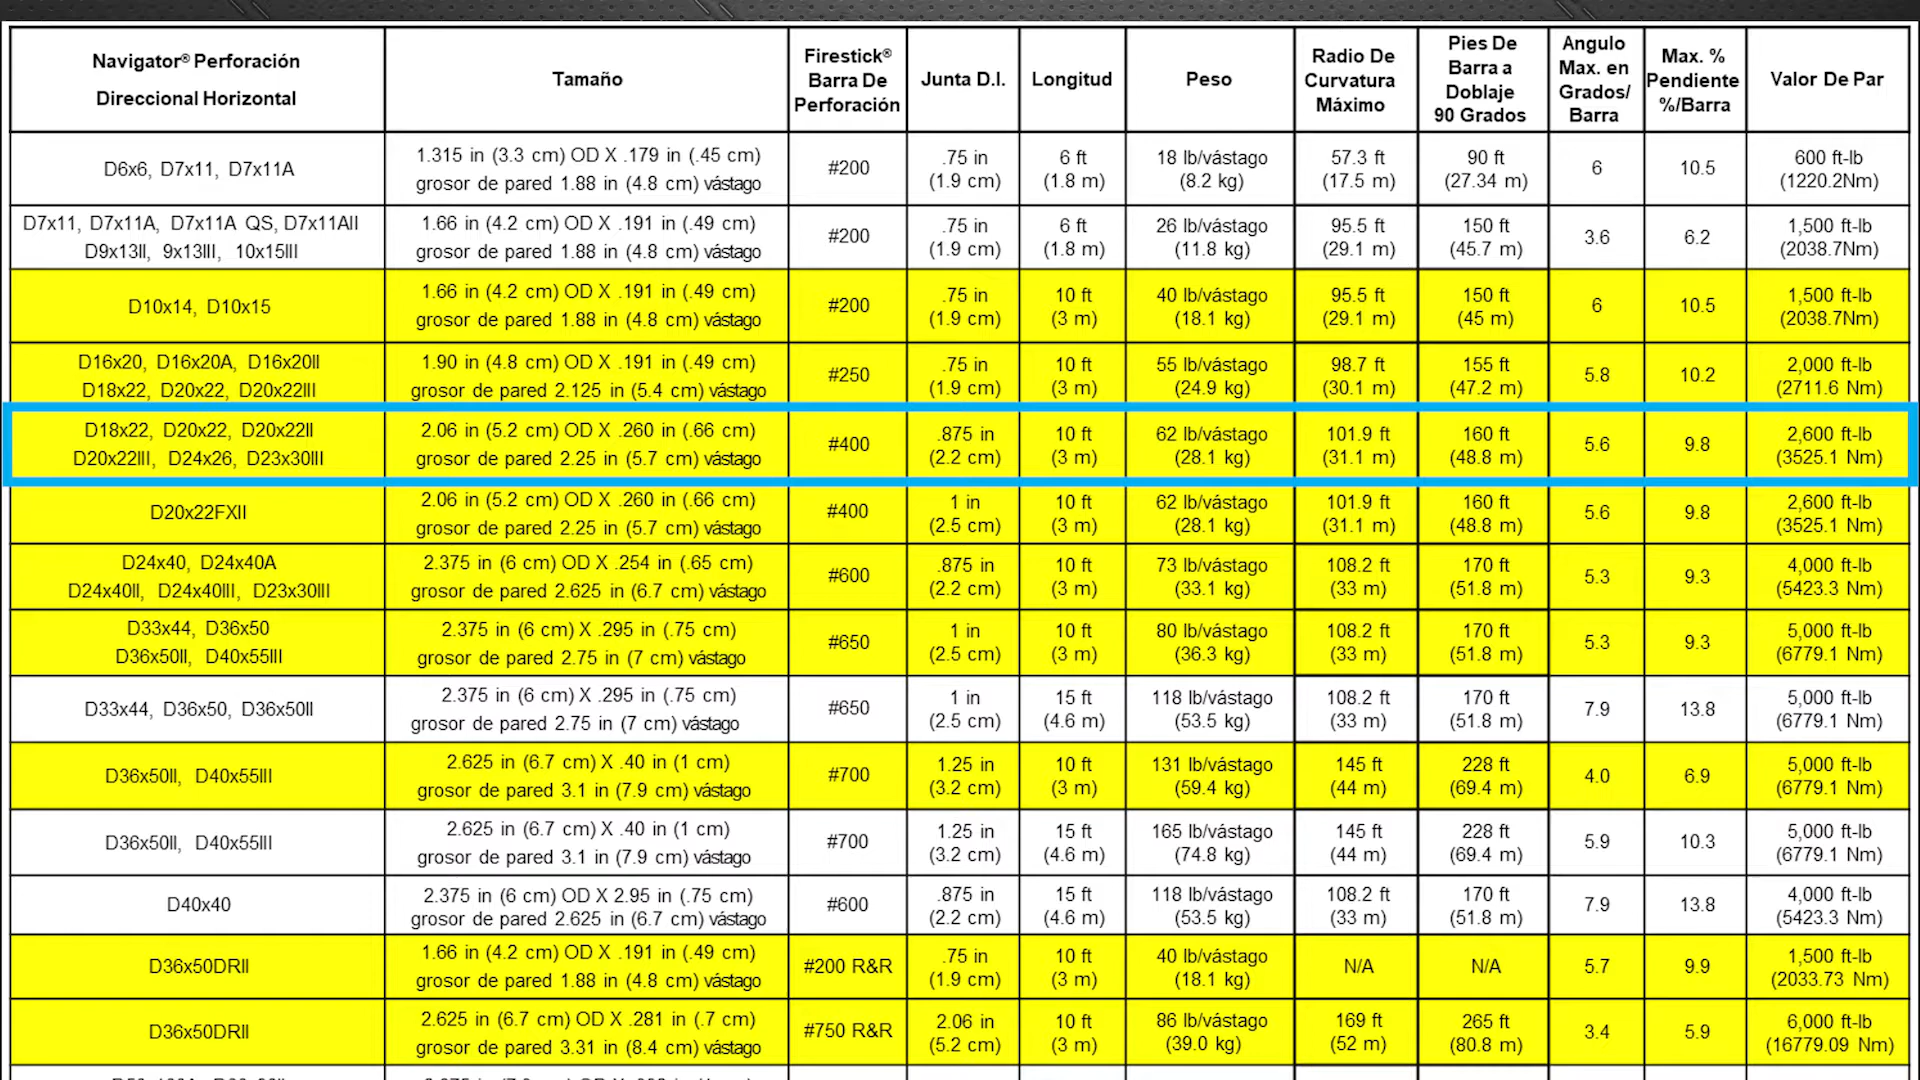 Navigator® Perforación
Direccional Horizontal
Tamaño
Firestick®
Barra De
Perforación
Junta D.I.
Longitud
Peso
Radio De
Curvatura
Máximo
Pies De
Barra a
Doblaje
90 Grados
Angulo
Max. en
Grados/
Barra
Max. %
Pendiente
%/Barra
Valor De Par
D6x6, D7x11, D7x11A
1.315 in (3.3 cm) OD X .179 in (.45 cm)
grosor de pared 1.88 in (4.8 cm) vástago
#200
.75 in
(1.9 cm)
6 ft
(1.8 m)
18 lb/vástago
(8.2 kg)
57.3 ft
(17.5 m)
90 ft
(27.34 m)
6
10.5
600 ft-lb
(1220.2Nm)
D7x11, D7x11A, D7x11A QS, D7x11AII
D9x13II, 9x13III, 10x15III
1.66 in (4.2 cm) OD X .191 in (.49 cm)
grosor de pared 1.88 in (4.8 cm) vástago
#200
.75 in
(1.9 cm)
6 ft
(1.8 m)
26 lb/vástago
(11.8 kg)
95.5 ft
(29.1 m)
150 ft
(45.7 m)
3.6
6.2
1,500 ft-lb
(2038.7Nm)
D10x14, D10x15
1.66 in (4.2 cm) OD X .191 in (.49 cm)
grosor de pared 1.88 in (4.8 cm) vástago
#200
.75 in
(1.9 cm)
10 ft
(3 m)
40 lb/vástago
(18.1 kg)
95.5 ft
(29.1 m)
150 ft
(45 m)
6
10.5
1,500 ft-lb
(2038.7Nm)
D16x20, D16x20A, D16x20II
D18x22, D20x22, D20x22III
1.90 in (4.8 cm) OD X .191 in (.49 cm)
grosor de pared 2.125 in (5.4 cm) vástago
#250
.75 in
(1.9 cm)
10 ft
(3 m)
55 lb/vástago
(24.9 kg)
98.7 ft
(30.1 m)
155 ft
(47.2 m)
5.8
10.2
2,000 ft-lb
(2711.6 Nm)
D18x22, D20x22, D20x22II
D20x22III, D24x26, D23x30III
2.06 in (5.2 cm) OD X .260 in (.66 cm)
grosor de pared 2.25 in (5.7 cm) vástago
#400
.875 in
(2.2 cm)
10 ft
(3 m)
62 lb/vástago
(28.1 kg)
101.9 ft
(31.1 m)
160 ft
(48.8 m)
5.6
9.8
2,600 ft-lb
(3525.1 Nm)
D20x22FXII
2.06 in (5.2 cm) OD X .260 in (.66 cm)
grosor de pared 2.25 in (5.7 cm) vástago
#400
1 in
(2.5 cm)
10 ft
(3 m)
62 lb/vástago
(28.1 kg)
101.9 ft
(31.1 m)
160 ft
(48.8 m)
5.6
9.8
2,600 ft-lb
(3525.1 Nm)
D24x40, D24x40A
D24x40II, D24x40III, D23x30III
2.375 in (6 cm) OD X .254 in (.65 cm)
grosor de pared 2.625 in (6.7 cm) vástago
#600
.875 in
(2.2 cm)
10 ft
(3 m)
73 lb/vástago
(33.1 kg)
108.2 ft
(33 m)
170 ft
(51.8 m)
5.3
9.3
4,000 ft-lb
(5423.3 Nm)
D33x44, D36x50
D36x50II, D40x55III
2.375 in (6 cm) X .295 in (.75 cm)
grosor de pared 2.75 in (7 cm) vástago
#650
1 in
(2.5 cm)
10 ft
(3 m)
80 lb/vástago
(36.3 kg)
108.2 ft
(33 m)
170 ft
(51.8 m)
5.3
9.3
5,000 ft-lb
(6779.1 Nm)
D33x44, D36x50, D36x50II
2.375 in (6 cm) X .295 in (.75 cm)
grosor de pared 2.75 in (7 cm) vástago
#650
1 in
(2.5 cm)
15 ft
(4.6 m)
118 lb/vástago
(53.5 kg)
108.2 ft
(33 m)
170 ft
(51.8 m)
7.9
13.8
5,000 ft-lb
(6779.1 Nm)
D36x50II, D40x55III
2.625 in (6.7 cm) X .40 in (1 cm)
grosor de pared 3.1 in (7.9 cm) vástago
#700
1.25 in
(3.2 cm)
10 ft
(3 m)
131 lb/vástago
(59.4 kg)
145 ft
(44 m)
228 ft
(69.4 m)
4.0
6.9
5,000 ft-lb
(6779.1 Nm)
D36x50II, D40x55III
2.625 in (6.7 cm) X .40 in (1 cm)
grosor de pared 3.1 in (7.9 cm) vástago
#700
1.25 in
(3.2 cm)
15 ft
(4.6 m)
165 lb/vástago
(74.8 kg)
145 ft
(44 m)
228 ft
(69.4 m)
5.9
10.3
5,000 ft-lb
(6779.1 Nm)
D40x40
2.375 in (6 cm) OD X 2.95 in (.75 cm)
grosor de pared 2.625 in (6.7 cm) vástago
#600
.875 in
(2.2 cm)
15 ft
(4.6 m)
118 lb/vástago
(53.5 kg)
108.2 ft
(33 m)
170 ft
(51.8 m)
7.9
13.8
4,000 ft-lb
(5423.3 Nm)
D36x50DRII
1.66 in (4.2 cm) OD X .191 in (.49 cm)
grosor de pared 1.88 in (4.8 cm) vástago
#200 R&R
.75 in
(1.9 cm)
10 ft
(3 m)
40 lb/vástago
(18.1 kg)
N/A
N/A
5.7
9.9
1,500 ft-lb
(2033.73 Nm)
D36x50DRII
2.625 in (6.7 cm) OD X .281 in (.7 cm)
grosor de pared 3.31 in (8.4 cm) vástago
#750 R&R
2.06 in
(5.2 cm)
10 ft
(3 m)
86 lb/vástago
(39.0 kg)
169 ft
(52 m)
265 ft
(80.8 m)
3.4
5.9
6,000 ft-lb
(16779.09 Nm)